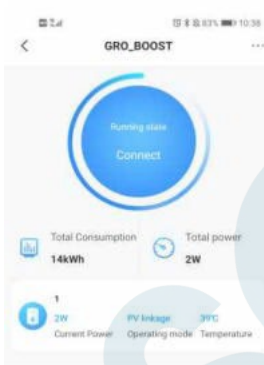 10:38
GRO_BOOST
Running state
Connect
Total Consumption
14kWh
Total power
2W
1
2W PV linkage 39℃
Current Power Operating mode Temperature